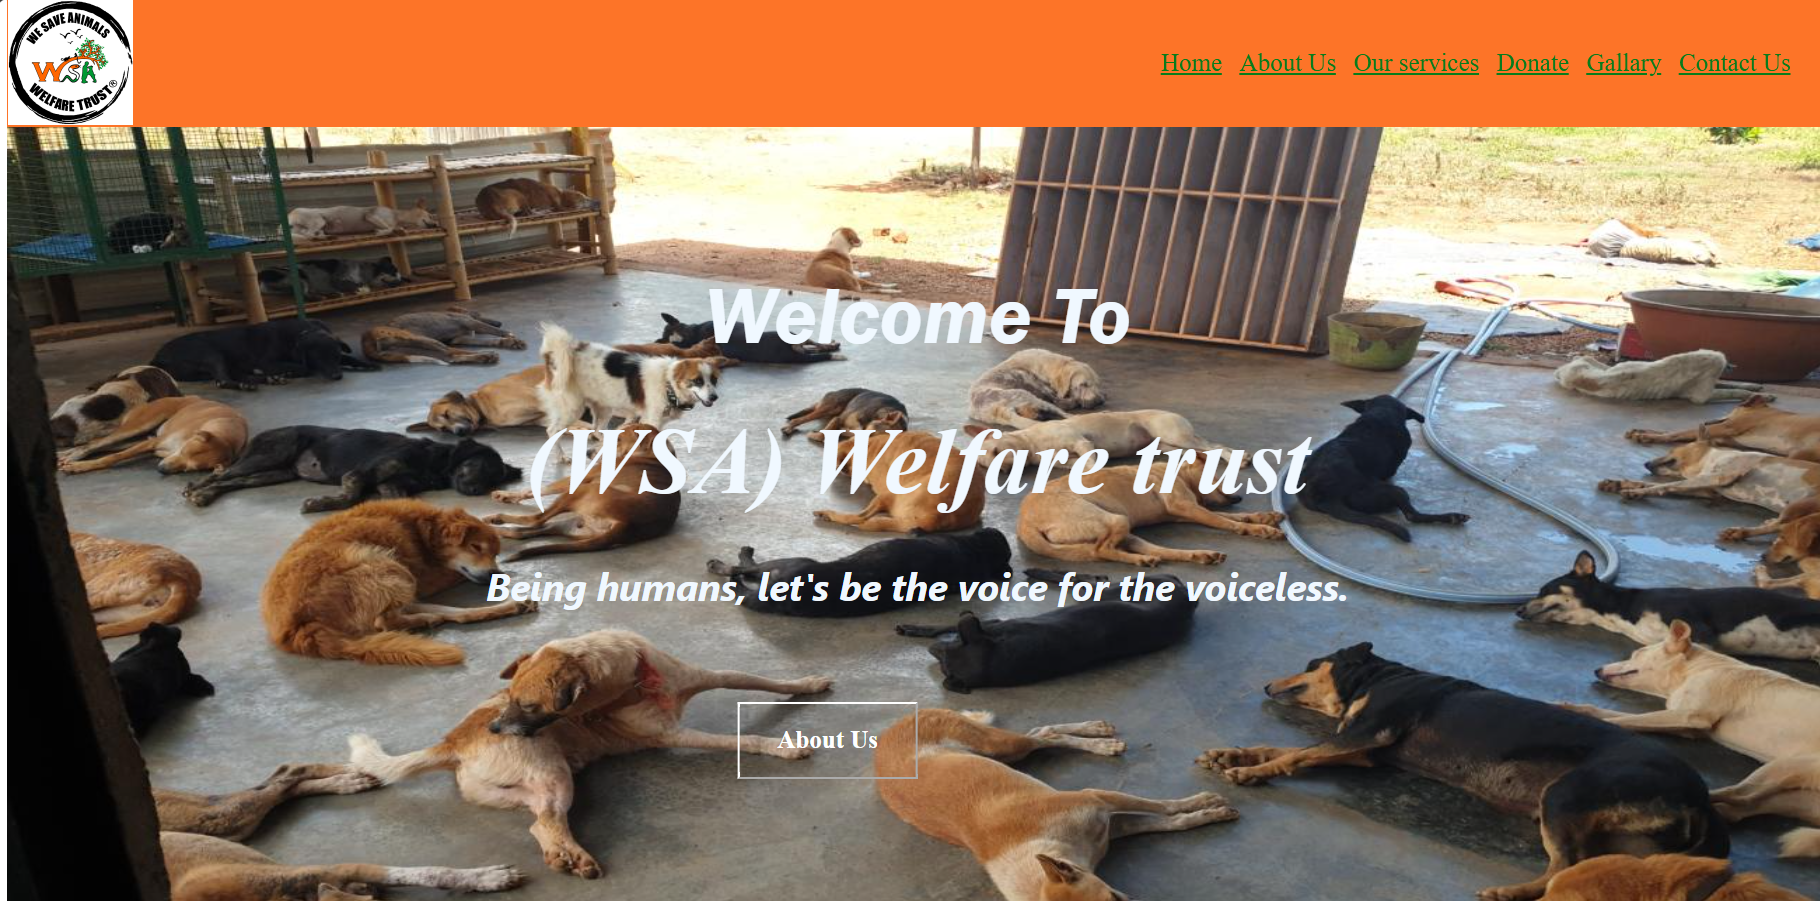 WE SAVE ANIMALS
WSA
WELFARE TRUST®
Home About Us Our services Donate Gallary Contact Us
Welcome To
(WSA) Welfare trust
Being humans, let's be the voice for the voiceless.
About Us